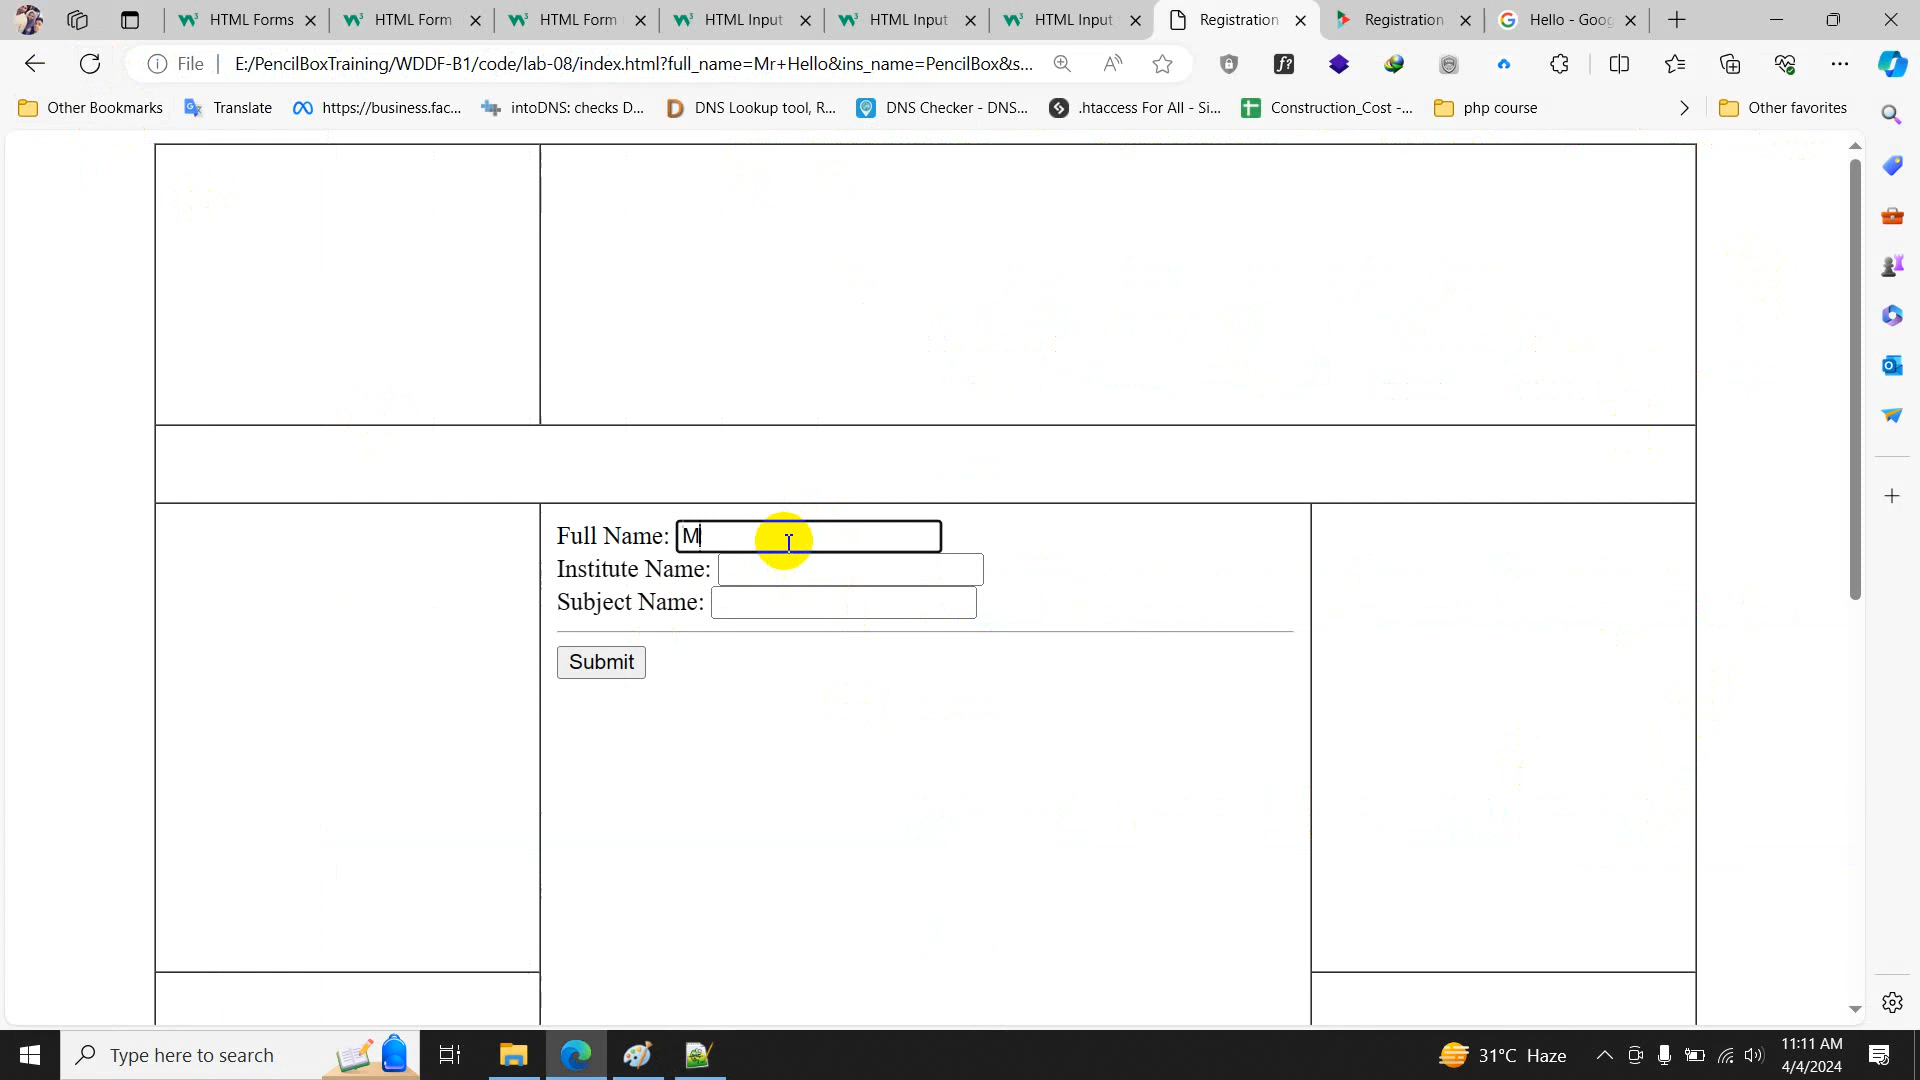 HTML Forms
HTML Form
HTML Form
HTML Input
HTML Input
HTML Input
Registration
Registration
Hello - Goog
File
E:/PencilBoxTraining/WDDF-B1/code/lab-08/index.html?full_name=Mr+Hello&ins_name=PencilBox&s...
Other Bookmarks
Translate
https://business.fac...
intoDNS: checks D...
DNS Lookup tool, R...
DNS Checker - DNS...
.htaccess For All - Si...
Construction_Cost -...
php course
Other favorites
Full Name: M
Institute Name:
Subject Name:
Submit
Type here to search
31°C Haze
11:11 AM
4/4/2024